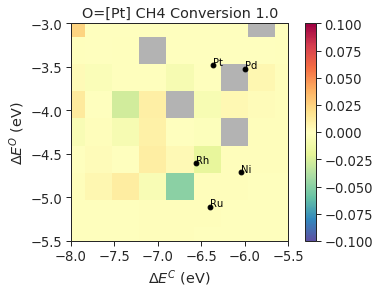 O=[Pt] CH4 Conversion 1.0
−3.0
−3.5
−4.0
−4.5
−5.0
−5.5
ΔE^O (eV)
Pt
Pd
Rh
Ni
Ru
−8.0 −7.5 −7.0 −6.5 −6.0 −5.5
ΔE^C (eV)
0.100
0.075
0.050
0.025
0.000
−0.025
−0.050
−0.075
−0.100